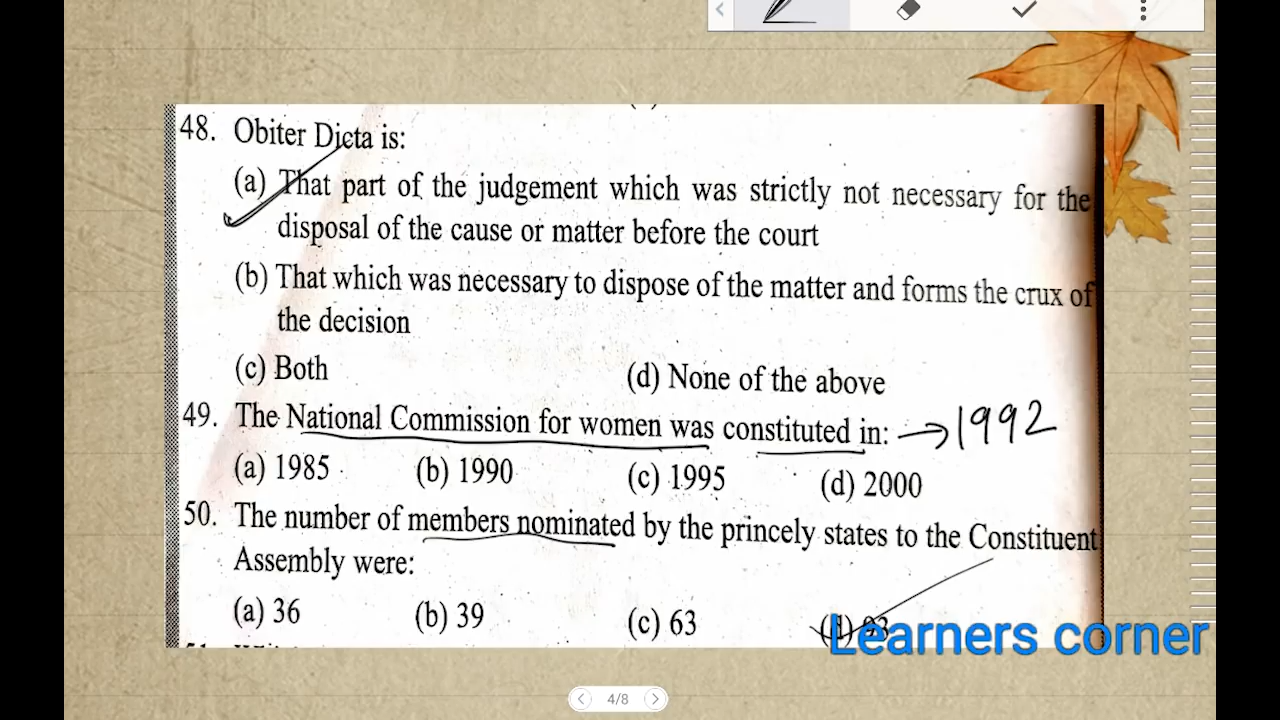 48. Obiter Dicta is:
(a) That part of the judgement which was strictly not necessary for the
disposal of the cause or matter before the court
(b) That which was necessary to dispose of the matter and forms the crux of
the decision
(c) Both (d) None of the above
49. The National Commission for women was constituted in: → 1992
(a) 1985 (b) 1990 (c) 1995 (d) 2000
50. The number of members nominated by the princely states to the Constituent
Assembly were:
(a) 36 (b) 39 (c) 63 (d) 93
Learners corner
4/8